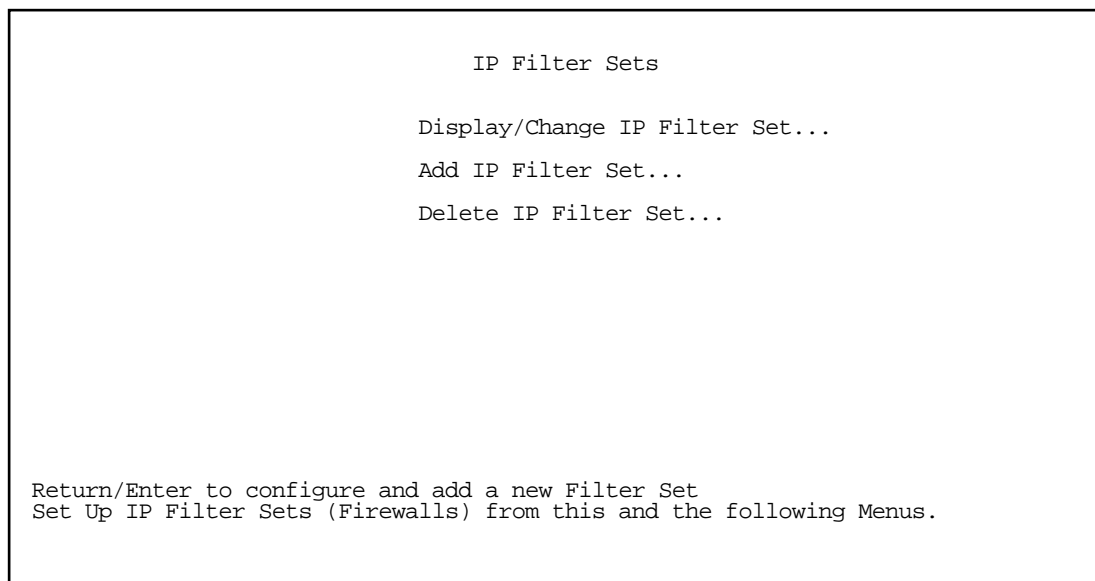 IP Filter Sets
Display/Change IP Filter Set...
Add IP Filter Set...
Delete IP Filter Set...
Return/Enter to configure and add a new Filter Set
Set Up IP Filter Sets (Firewalls) from this and the following Menus.